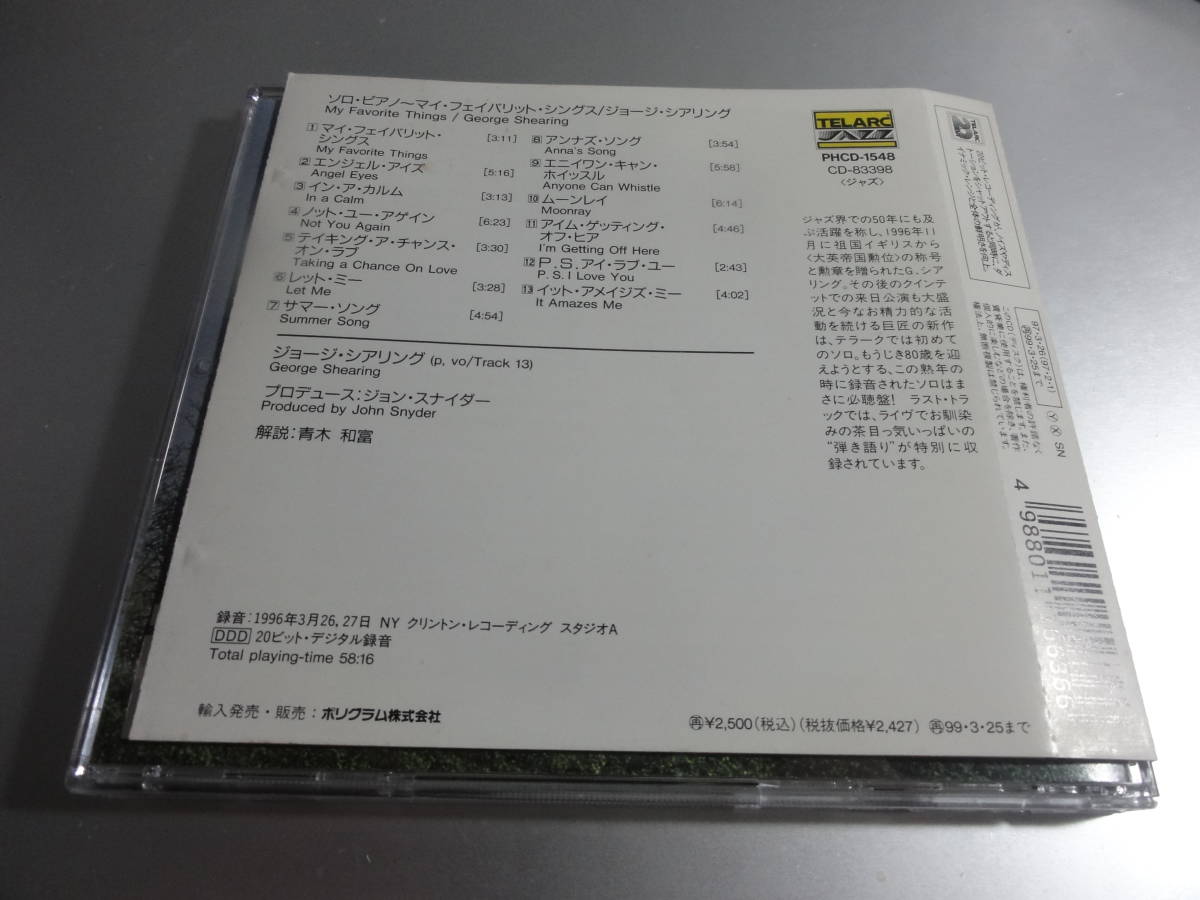 ソロ・ピアノ〜マイ・フェイバリット・シングス/ジョージ・シアリング
My Favorite Things / George Shearing
1 マイ・フェイバリット・シングス [3:11]
My Favorite Things
2 エンジェル・アイズ [5:16]
Angel Eyes
3 イン・ア・カルム [3:13]
In a Calm
4 ノット・ユー・アゲイン [6:23]
Not You Again
5 テイキング・ア・チャンス・オン・ラブ [3:30]
Taking a Chance On Love
6 レット・ミー [3:28]
Let Me
7 サマー・ソング [4:54]
Summer Song
8 アンナズ・ソング [3:54]
Anna's Song
9 エニイワン・キャン・ホイッスル [5:58]
Anyone Can Whistle
10 ムーンレイ [6:14]
Moonray
11 アイム・ゲッティング・オフ・ヒア [4:46]
I'm Getting Off Here
12 P.S.アイ・ラブ・ユー [2:43]
P.S. I Love You
13 イット・アメイジズ・ミー [4:02]
It Amazes Me
ジョージ・シアリング (p, vo/Track 13)
George Shearing
プロデュース:ジョン・スナイダー
Produced by John Snyder
解説:青木 和富
録音:1996年3月26,27日 NY クリントン・レコーディング スタジオA
DDD 20ビット・デジタル録音
Total playing-time 58:16
輸入発売・販売:ポリグラム株式会社
再¥2,500(税込)(税抜価格¥2,427) 再99・3・25まで
TELARC
JAZZ
PHCD-1548
CD-83398
〈ジャズ〉
ジャズ界での50年にも及
ぶ活躍を称し、1996年11
月に祖国イギリスから
〈大英帝国勲位〉の称号
と勲章を贈られたG.シア
リング。その後のクインテ
ットでの来日公演も大盛
況と今なお精力的な活
動を続ける巨匠の新作
は、テラークでは初めて
のソロ。もうじき80歳を迎
えようとする、この熟年の
時に録音されたソロはま
さに必聴盤! ラスト・トラ
ックでは、ライヴでお馴染
みの茶目っ気いっぱいの
“弾き語り”が特別に収
録されています。
TELARC
97・3・26(97・2・1)
再99・3・25まで
Y X SN
4 988011